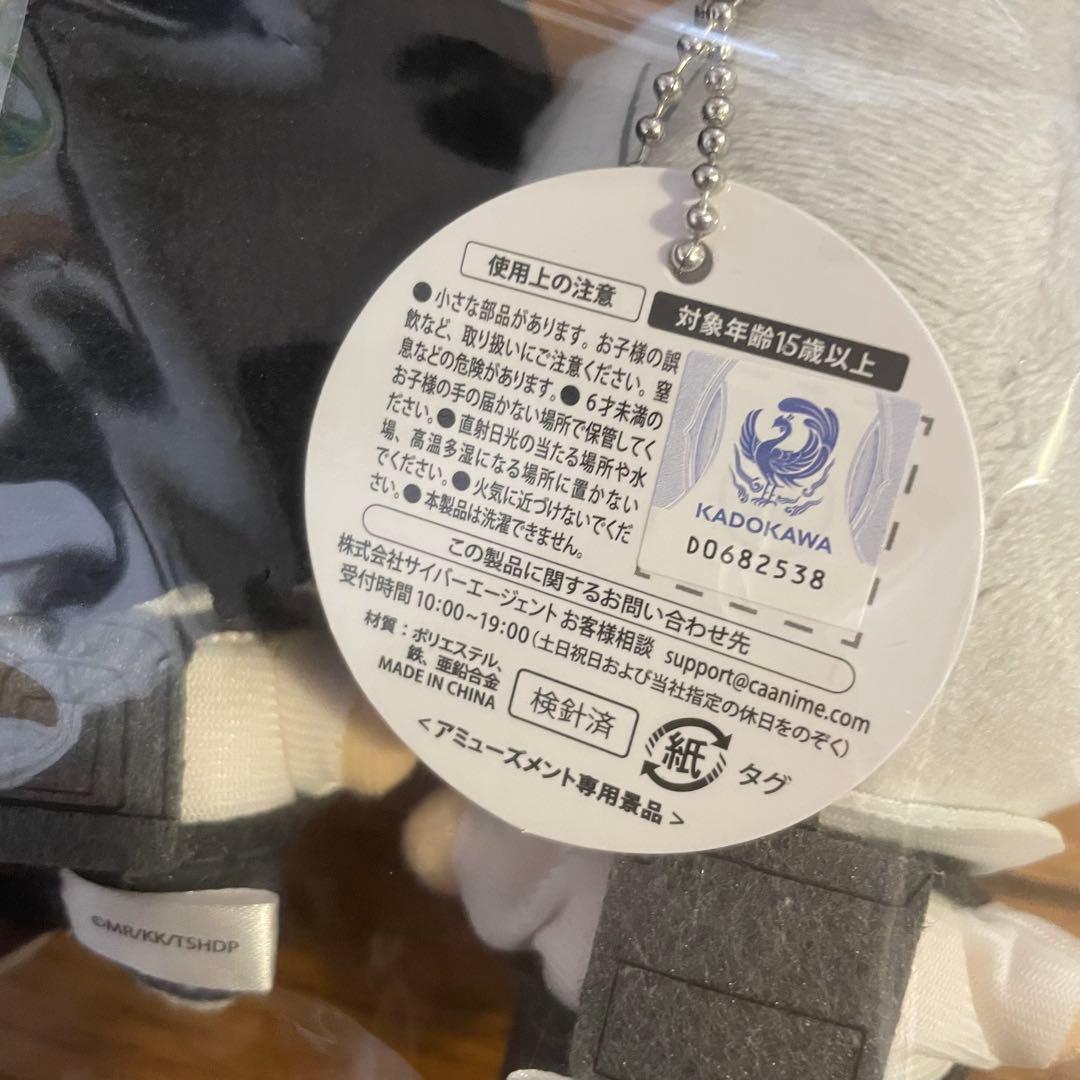 使用上の注意
対象年齢15歳以上
●小さな部品があります。お子様の誤
飲など、取り扱いにご注意ください。窒
息などの危険があります。●6才未満の
お子様の手の届かない場所で保管してく
ださい。●直射日光の当たる場所や水
場、高温多湿になる場所に置かない
でください。●火気に近づけないでくだ
さい。●本製品は洗濯できません。
KADOKAWA
D0682538
この製品に関するお問い合わせ先
株式会社サイバーエージェント お客様相談 support@caanime.com
受付時間 10:00~19:00(土日祝日および当社指定の休日をのぞく)
材質：ポリエステル、
鉄、亜鉛合金
MADE IN CHINA
検針済
紙 タグ
<アミューズメント専用景品>
©MR/KK/TSHDP